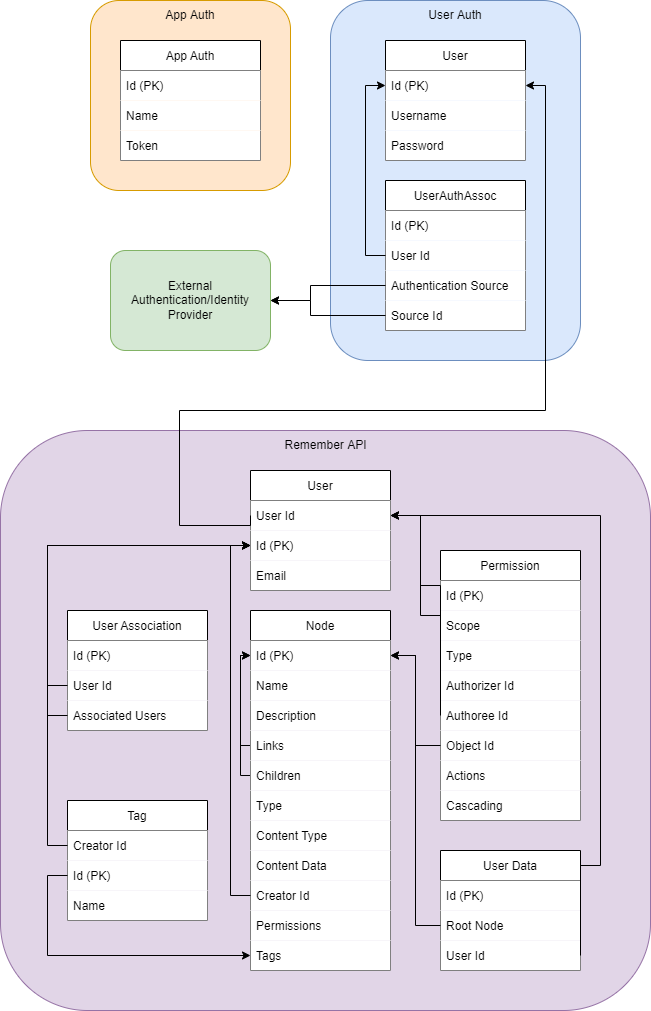 App Auth
App Auth
Id (PK)
Name
Token
User Auth
User
Id (PK)
Username
Password
UserAuthAssoc
Id (PK)
User Id
Authentication Source
Source Id
External
Authentication/Identity
Provider
Remember API
User
User Id
Id (PK)
Email
User Association
Id (PK)
User Id
Associated Users
Tag
Creator Id
Id (PK)
Name
Node
Id (PK)
Name
Description
Links
Children
Type
Content Type
Content Data
Creator Id
Permissions
Tags
Permission
Id (PK)
Scope
Type
Authorizer Id
Authoree Id
Object Id
Actions
Cascading
User Data
Id (PK)
Root Node
User Id